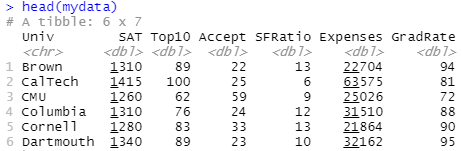 > head(mydata)
# A tibble: 6 x 7
Univ SAT Top10 Accept SFRatio Expenses GradRate
<chr> <dbl> <dbl> <dbl> <dbl> <dbl> <dbl>
1 Brown 1310 89 22 13 22704 94
2 CalTech 1415 100 25 6 63575 81
3 CMU 1260 62 59 9 25026 72
4 Columbia 1310 76 24 12 31510 88
5 Cornell 1280 83 33 13 21864 90
6 Dartmouth 1340 89 23 10 32162 95